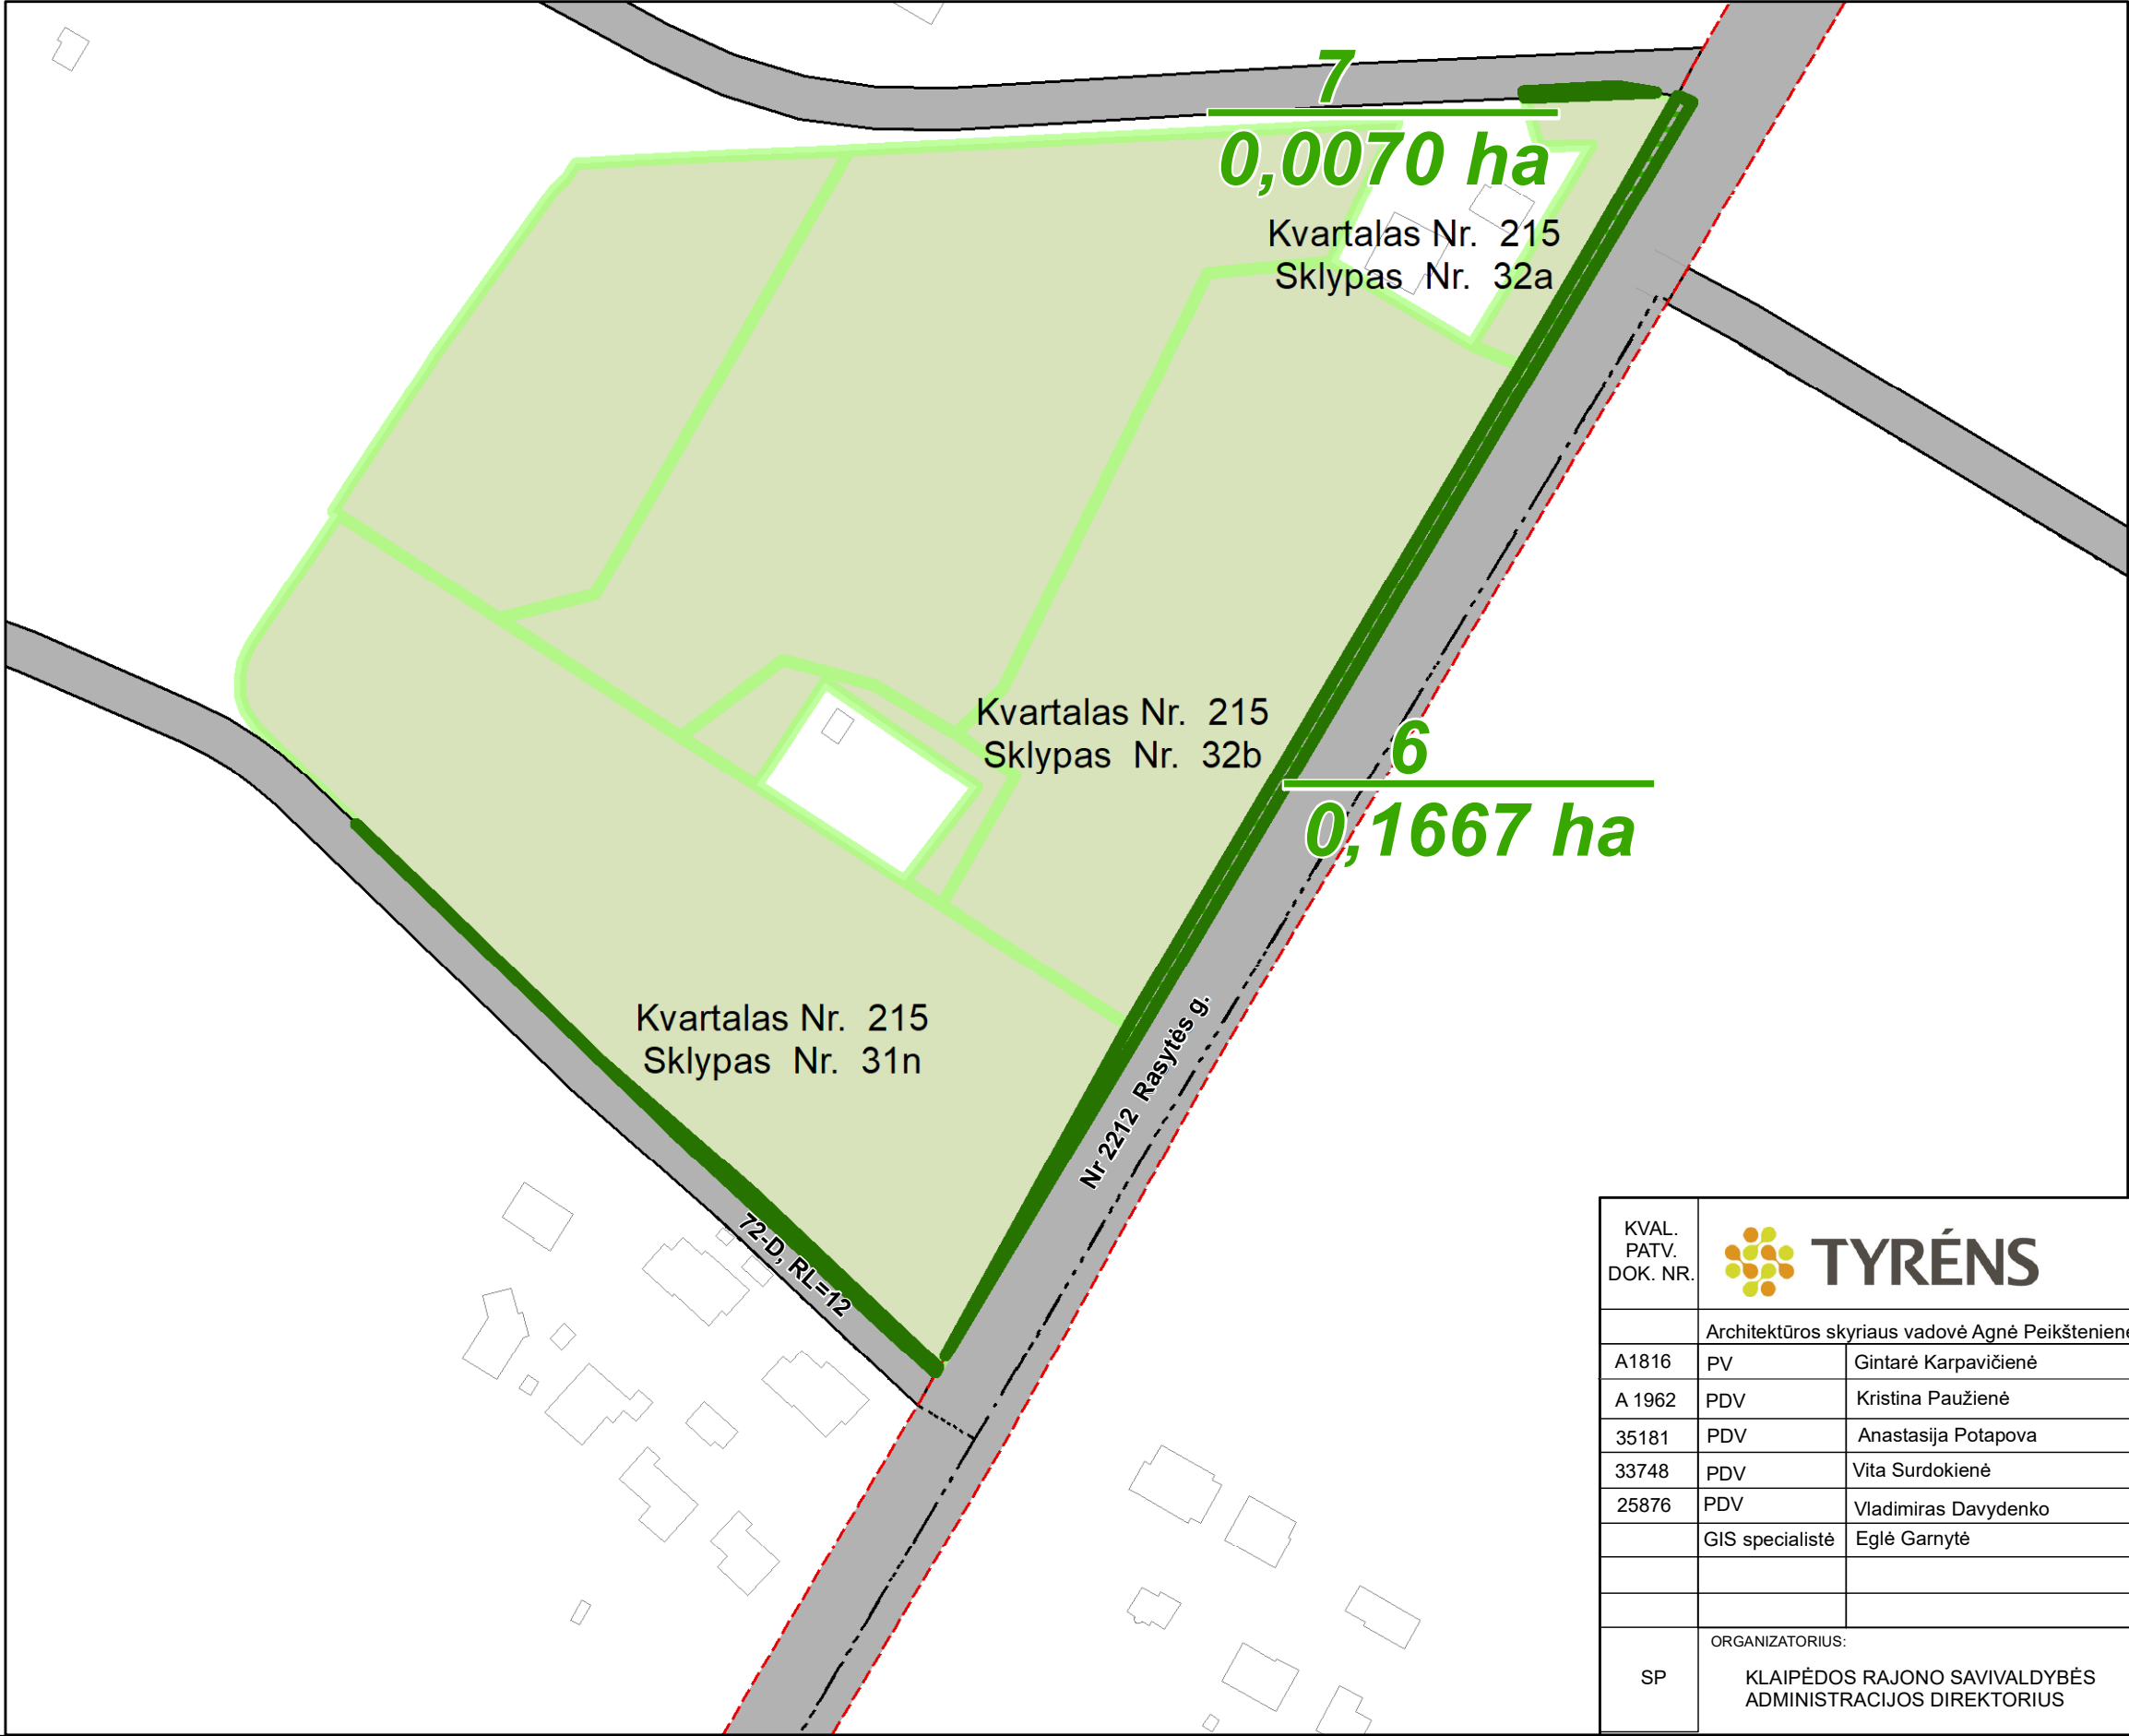 7
0,0070 ha
Kvartalas Nr. 215
Sklypas Nr. 32a
Kvartalas Nr. 215
Sklypas Nr. 32b
6
0,1667 ha
Kvartalas Nr. 215
Sklypas Nr. 31n
Nr 2212 Rasytės g.
72-D, RL=12
KVAL.
PATV.
DOK. NR.
TYRÉNS
Architektūros skyriaus vadovė Agnė Peikštenienė
A1816 PV Gintarė Karpavičienė
A 1962 PDV Kristina Paužienė
35181 PDV Anastasija Potapova
33748 PDV Vita Surdokienė
25876 PDV Vladimiras Davydenko
GIS specialistė Eglė Garnytė
SP
ORGANIZATORIUS:
KLAIPĖDOS RAJONO SAVIVALDYBĖS
ADMINISTRACIJOS DIREKTORIUS